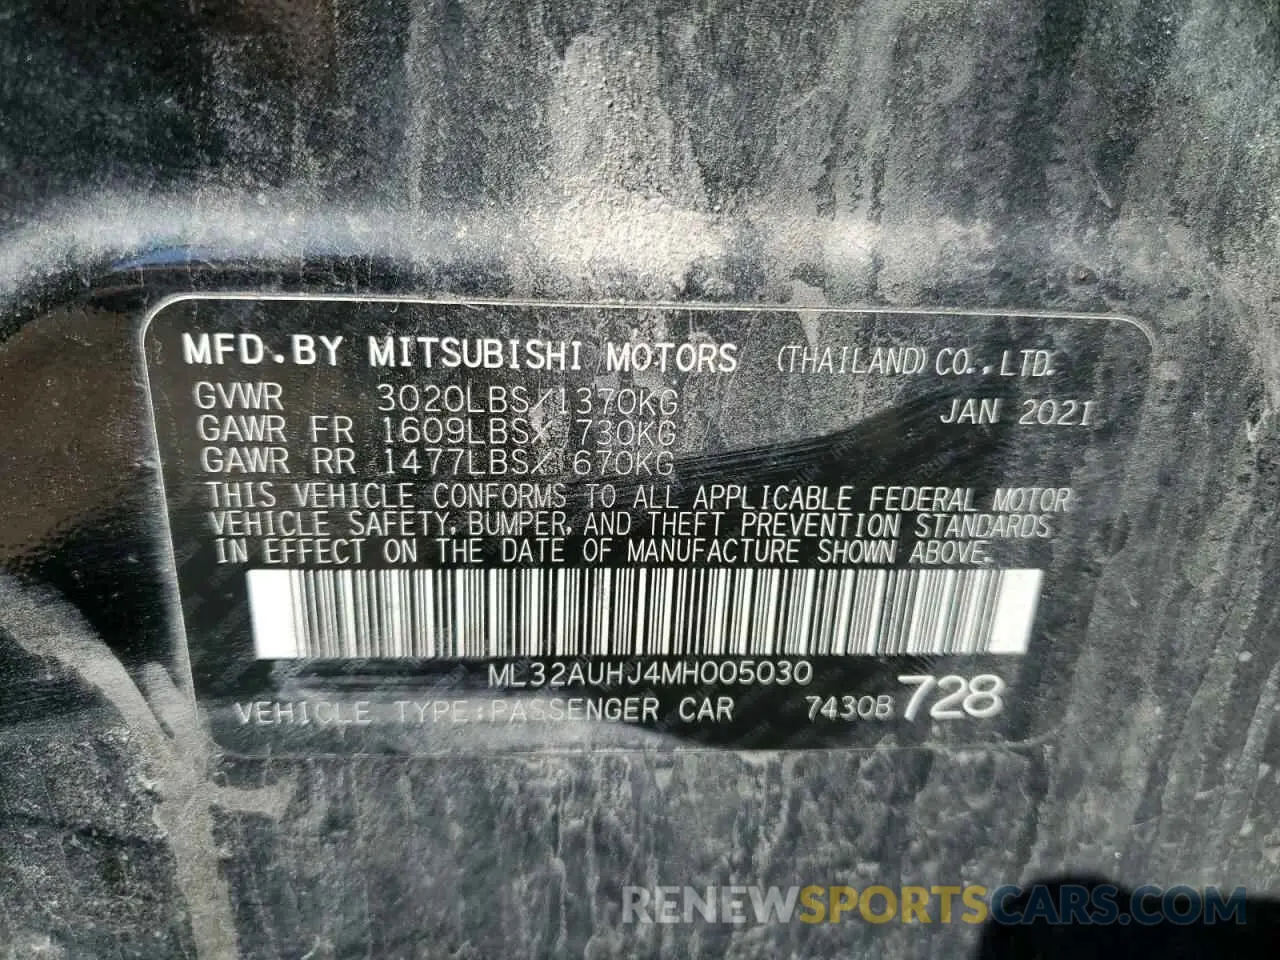 MFD.BY MITSUBISHI MOTORS (THAILAND) CO.,LTD.
GVWR 3020LBS/1370KG JAN 2021
GAWR FR 1609LBS/ 730KG
GAWR RR 1477LBS/ 670KG
THIS VEHICLE CONFORMS TO ALL APPLICABLE FEDERAL MOTOR
VEHICLE SAFETY, BUMPER, AND THEFT PREVENTION STANDARDS
IN EFFECT ON THE DATE OF MANUFACTURE SHOWN ABOVE.
ML32AUHJ4MH005030
VEHICLE TYPE:PASSENGER CAR 7430B 728
RENEWSPORTSCARS.COM